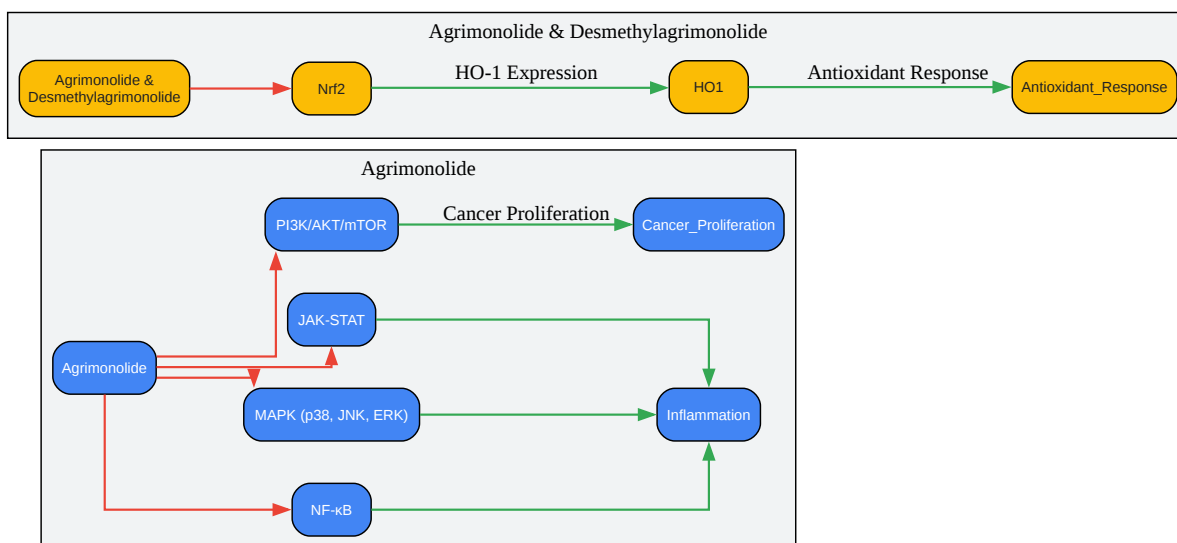 Agrimonolide & Desmethylagrimonolide
Agrimonolide &
Desmethylagrimonolide
Nrf2
HO-1 Expression
HO1
Antioxidant Response
Antioxidant_Response
Agrimonolide
PI3K/AKT/mTOR
Cancer Proliferation
Cancer_Proliferation
JAK-STAT
Agrimonolide
MAPK (p38, JNK, ERK)
Inflammation
NF-κB